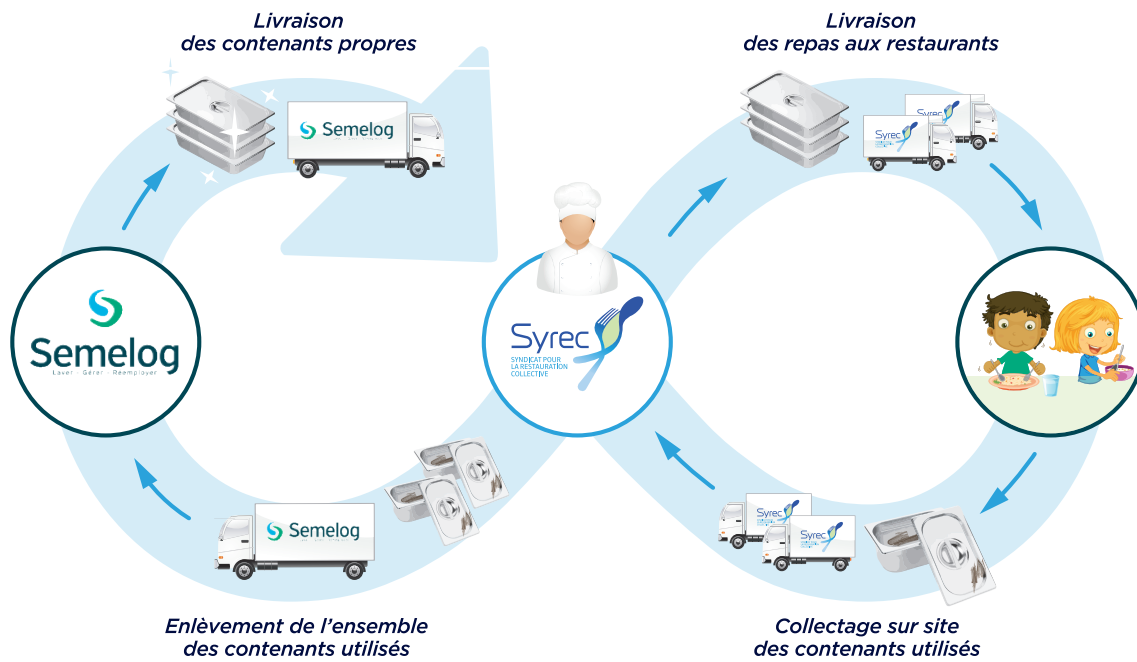 Livraison
des contenants propres
Livraison
des repas aux restaurants
Semelog
Syrec
Syrec
Semelog
Laver - Gérer - Réemployer
Syrec
SYNDICAT POUR
LA RESTAURATION
COLLECTIVE
Semelog
Syrec
Syrec
Enlèvement de l'ensemble
des contenants utilisés
Collectage sur site
des contenants utilisés